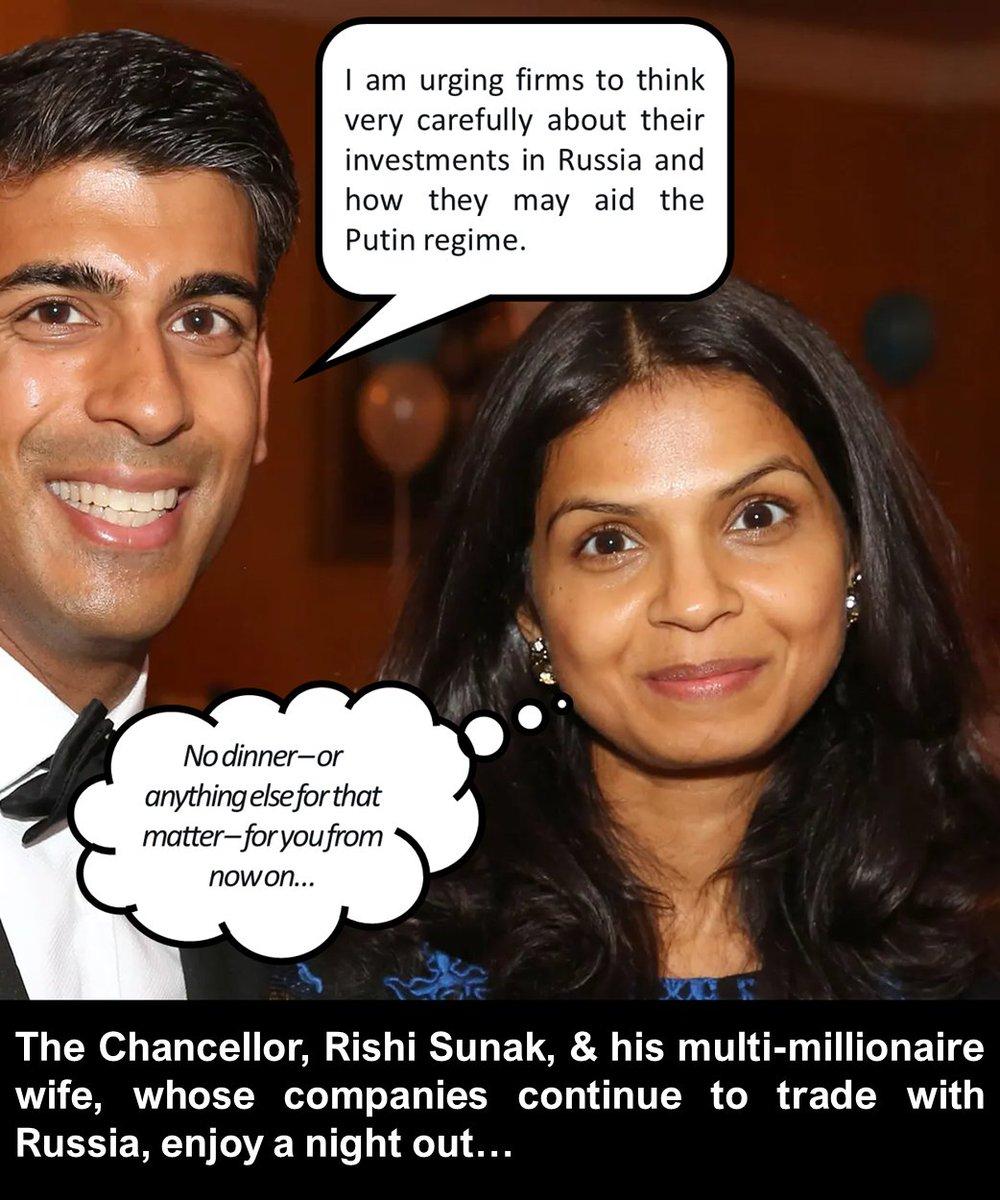 I am urging firms to think
very carefully about their
investments in Russia and
how they may aid the
Putin regime.
No dinner–or
anything else for that
matter–for you from
now on...
The Chancellor, Rishi Sunak, & his multi-millionaire
wife, whose companies continue to trade with
Russia, enjoy a night out...